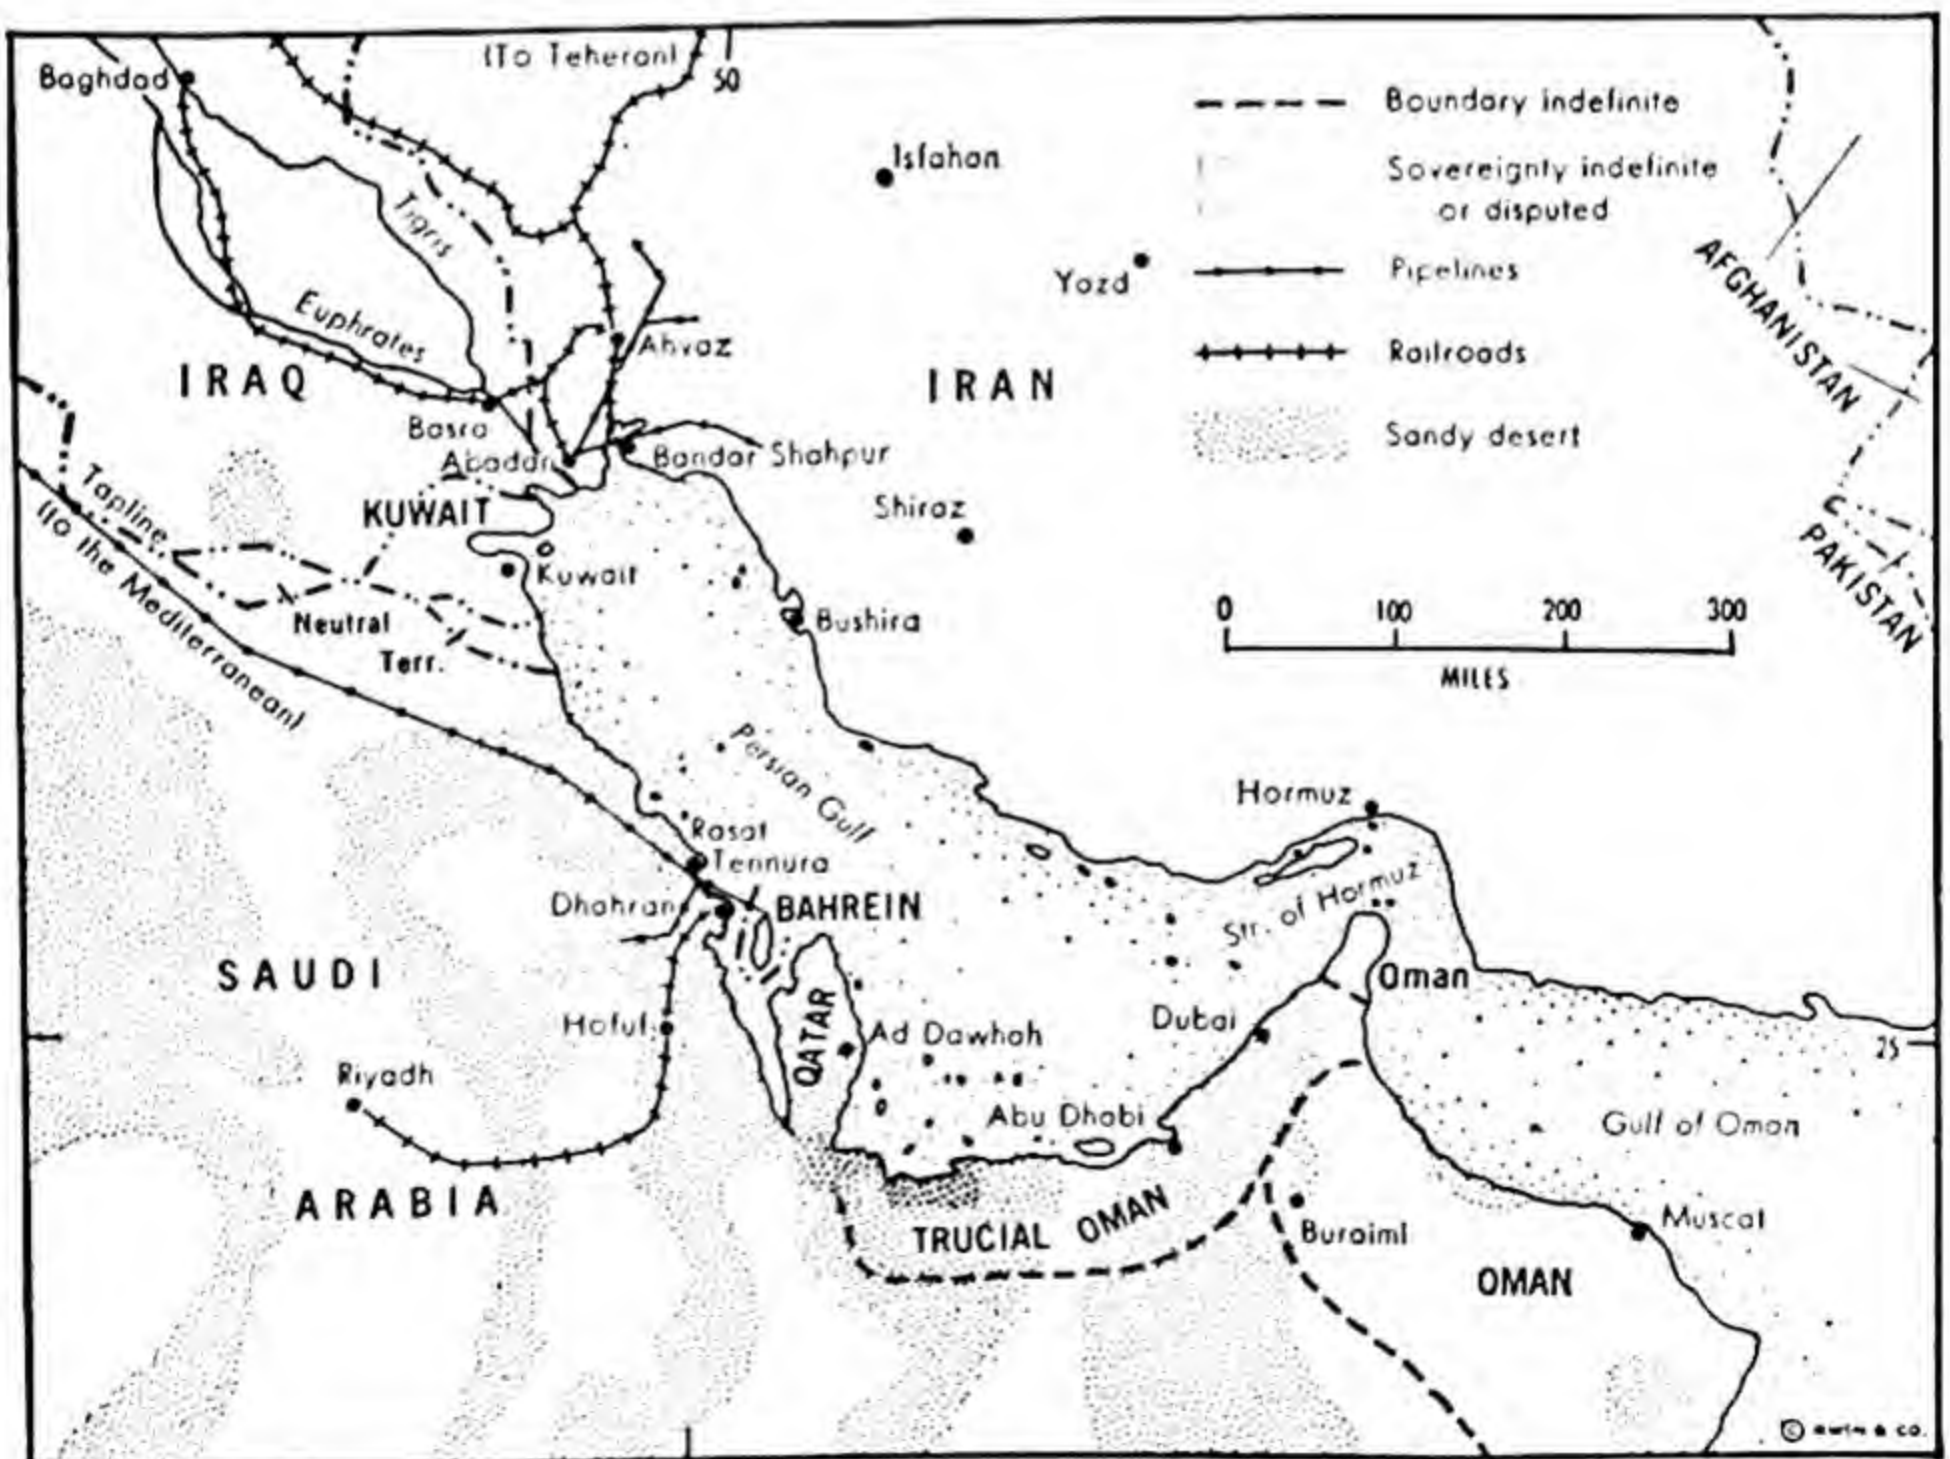 (To Teheran)
50
Baghdad
Boundary indefinite
Isfahan
Sovereignty indefinite
or disputed
Tigris
Yazd
Pipelines
AFGHANISTAN
Euphrates
Ahvaz
Railroads
IRAQ
IRAN
Basra
Sandy desert
Abadan
Bandar Shahpur
Tapline
(to the Mediterranean)
KUWAIT
Shiraz
PAKISTAN
Kuwait
0 100 200 300
MILES
Neutral
Terr.
Bushira
Persian Gulf
Hormuz
Rasat
Tennura
Str. of Hormuz
Dhahran
BAHREIN
SAUDI
Oman
QATAR
Hofuf
Ad Dawhah
Dubai
25
Riyadh
Abu Dhabi
Gulf of Oman
ARABIA
TRUCIAL OMAN
Muscat
Buraimi
OMAN
©
& CO.